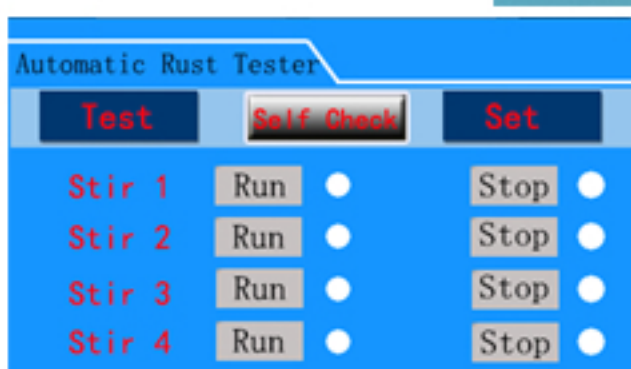 Automatic Rust Tester
Test Self Check Set
Stir 1 Run Stop
Stir 2 Run Stop
Stir 3 Run Stop
Stir 4 Run Stop